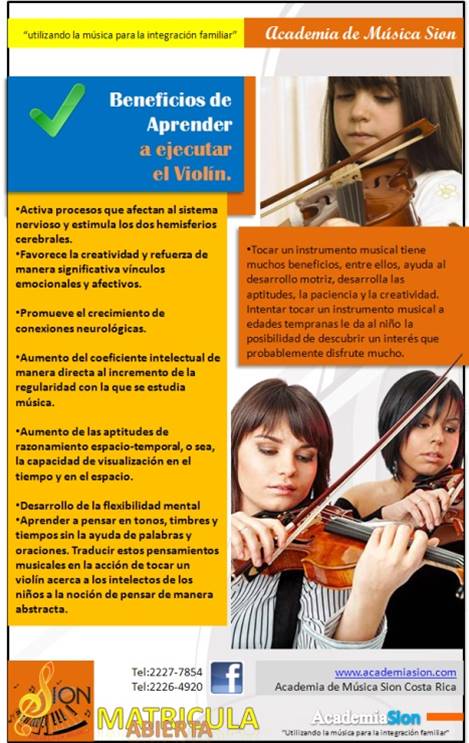 “utilizando la música para la integración familiar”
Academia de Música Sion
Beneficios de
Aprender
a ejecutar
el Violín.
•Activa procesos que afectan al sistema
nervioso y estimula los dos hemisferios
cerebrales.
•Favorece la creatividad y refuerza de
manera significativa vínculos
emocionales y afectivos.
•Promueve el crecimiento de
conexiones neurológicas.
•Aumento del coeficiente intelectual de
manera directa al incremento de la
regularidad con la que se estudia
música.
•Aumento de las aptitudes de
razonamiento espacio-temporal, o sea,
la capacidad de visualización en el
tiempo y en el espacio.
•Desarrollo de la flexibilidad mental
•Aprender a pensar en tonos, timbres y
tiempos sin la ayuda de palabras y
oraciones. Traducir estos pensamientos
musicales en la acción de tocar un
violín acerca a los intelectos de los
niños a la noción de pensar de manera
abstracta.
•Tocar un instrumento musical tiene
muchos beneficios, entre ellos, ayuda al
desarrollo motriz, desarrolla las
aptitudes, la paciencia y la creatividad.
Intentar tocar un instrumento musical a
edades tempranas le da al niño la
posibilidad de descubrir un interés que
probablemente disfrute mucho.
SION
Tel:2227-7854
Tel:2226-4920
f
www.academiasion.com
Academia de Música Sion Costa Rica
MATRICULA
ABIERTA
AcademiaSion
“Utilizando la música para la integración familiar”